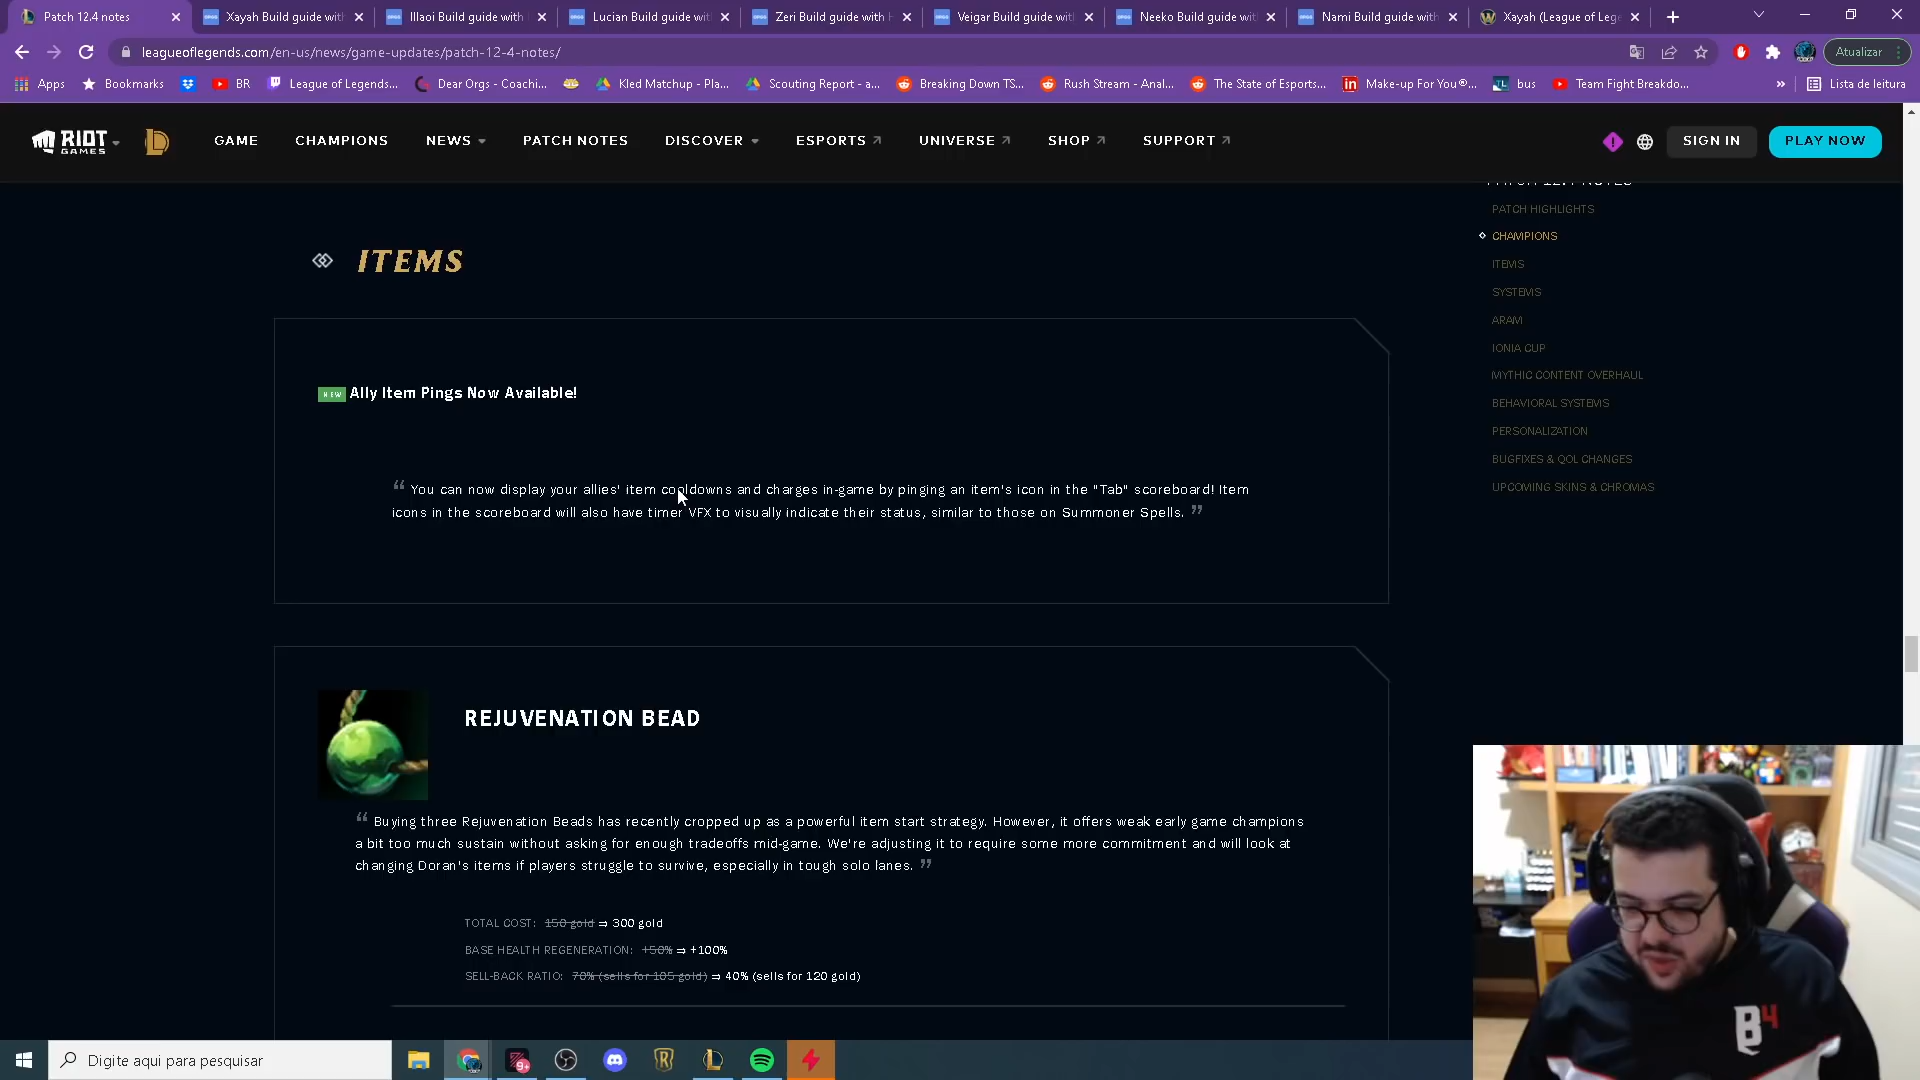 Patch 12.4 notes
Xayah Build guide with
Illaoi Build guide with
Lucian Build guide wit
Zeri Build guide with
Veigar Build guide wit
Neeko Build guide wit
Nami Build guide with
Xayah (League of Leg
leagueoflegends.com/en-us/news/game-updates/patch-12-4-notes/
Atualizar
Apps
Bookmarks
BR
League of Legends...
Dear Orgs - Coachi...
Kled Matchup - Pla...
Scouting Report - a...
Breaking Down TS...
Rush Stream - Anal...
The State of Esports...
Make-up For You®...
bus
Team Fight Breakdo...
»
Lista de leitura
RIOT GAMES
GAME
CHAMPIONS
NEWS
PATCH NOTES
DISCOVER
ESPORTS
UNIVERSE
SHOP
SUPPORT
SIGN IN
PLAY NOW
PATCH 12.4 NOTES
PATCH HIGHLIGHTS
CHAMPIONS
ITEMS
SYSTEMS
ARAM
IONIA CUP
MYTHIC CONTENT OVERHAUL
BEHAVIORAL SYSTEMS
PERSONALIZATION
BUGFIXES & QOL CHANGES
UPCOMING SKINS & CHROMAS
ITEMS
NEW Ally Item Pings Now Available!
“ You can now display your allies' item cooldowns and charges in-game by pinging an item's icon in the "Tab" scoreboard! Item
icons in the scoreboard will also have timer VFX to visually indicate their status, similar to those on Summoner Spells. ”
REJUVENATION BEAD
“ Buying three Rejuvenation Beads has recently cropped up as a powerful item start strategy. However, it offers weak early game champions
a bit too much sustain without asking for enough tradeoffs mid-game. We're adjusting it to require some more commitment and will look at
changing Doran's items if players struggle to survive, especially in tough solo lanes. ”
TOTAL COST: 150 gold ⇒ 300 gold
BASE HEALTH REGENERATION: +50% ⇒ +100%
SELL-BACK RATIO: 70% (sells for 105 gold) ⇒ 40% (sells for 120 gold)
B4
Digite aqui para pesquisar
9+